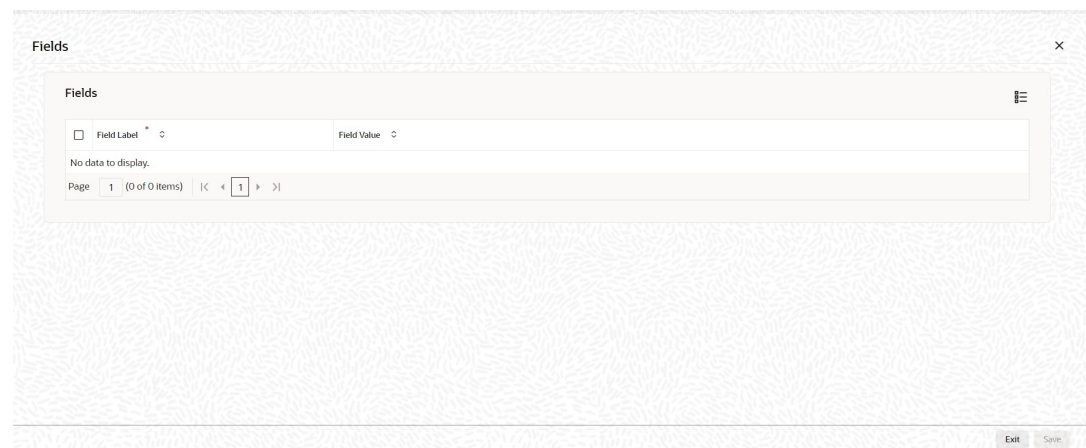 Fields
Fields
Field Label * Field Value
No data to display.
Page 1 (0 of 0 items) 1
Exit Save